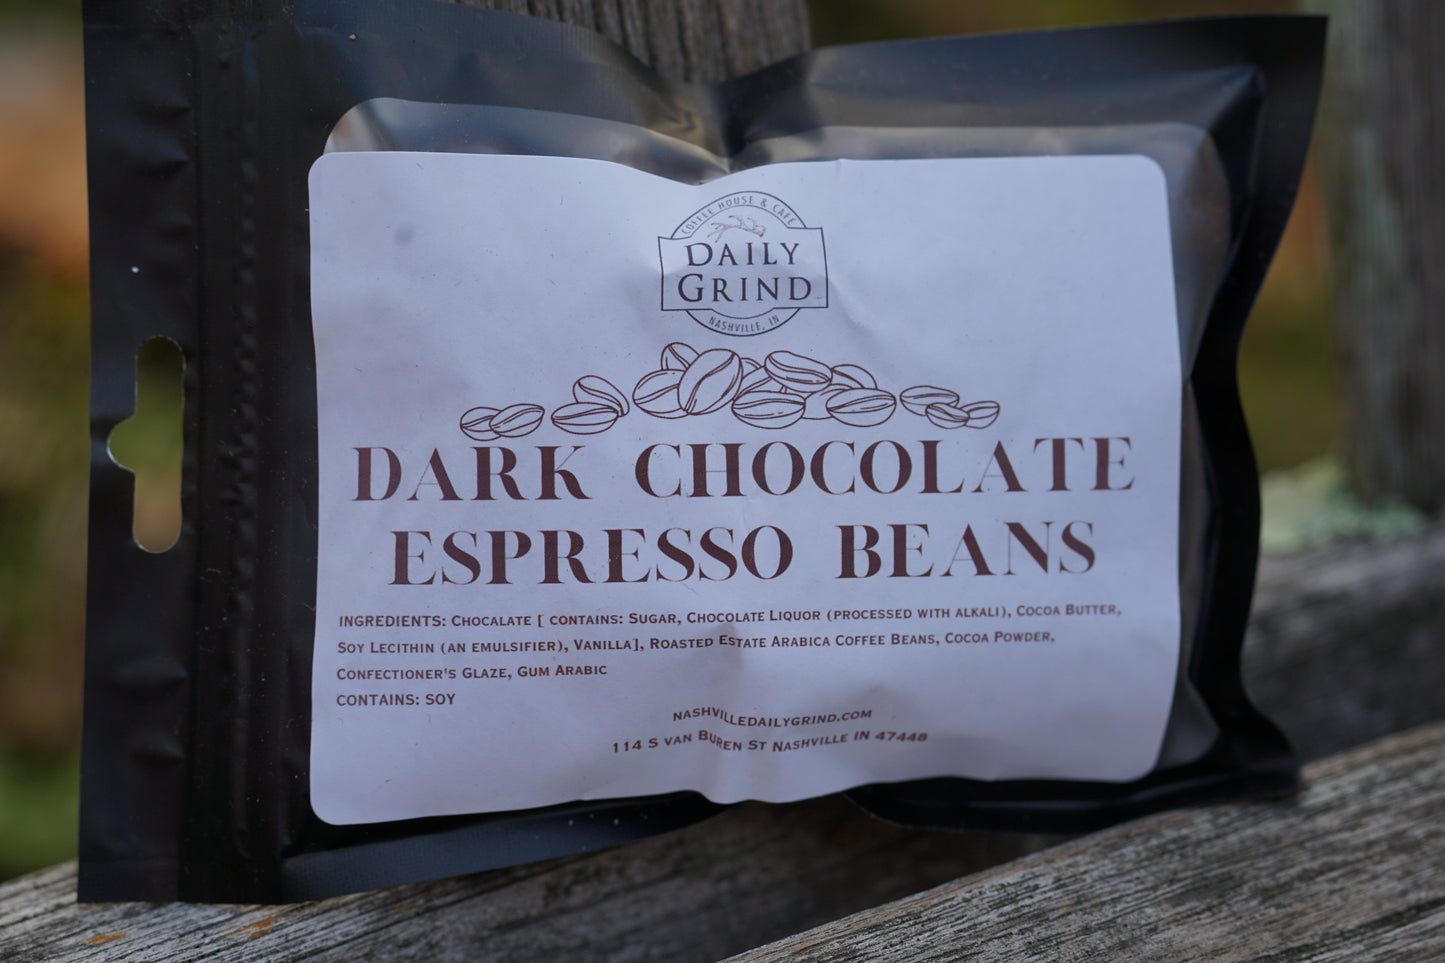 COFFEE HOUSE & CAFE
DAILY
GRIND
NASHVILLE, IN
DARK CHOCOLATE
ESPRESSO BEANS
INGREDIENTS: CHOCALATE [ CONTAINS: SUGAR, CHOCOLATE LIQUOR (PROCESSED WITH ALKALI), COCOA BUTTER,
SOY LECITHIN (AN EMULSIFIER), VANILLA], ROASTED ESTATE ARABICA COFFEE BEANS, COCOA POWDER,
CONFECTIONER'S GLAZE, GUM ARABIC
CONTAINS: SOY
NASHVILLEDAILYGRIND.COM
114 S VAN BUREN ST NASHVILLE IN 47448